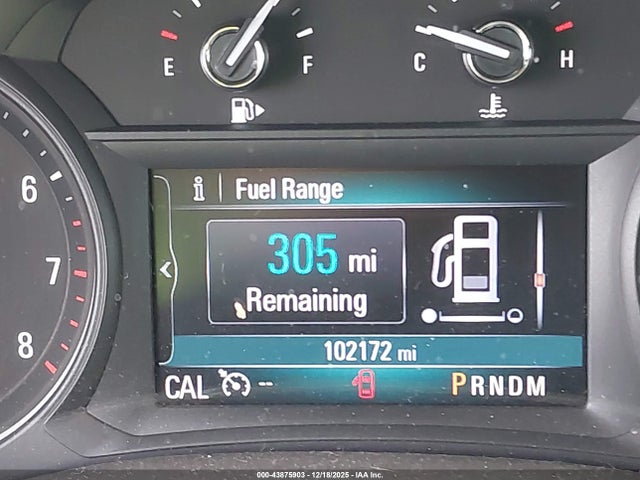 E F
C H
6
7
8
i Fuel Range
305 mi
Remaining
102172 mi
CAL -- PRNDM
000-43875903 - 12/18/2025 - IAA Inc.